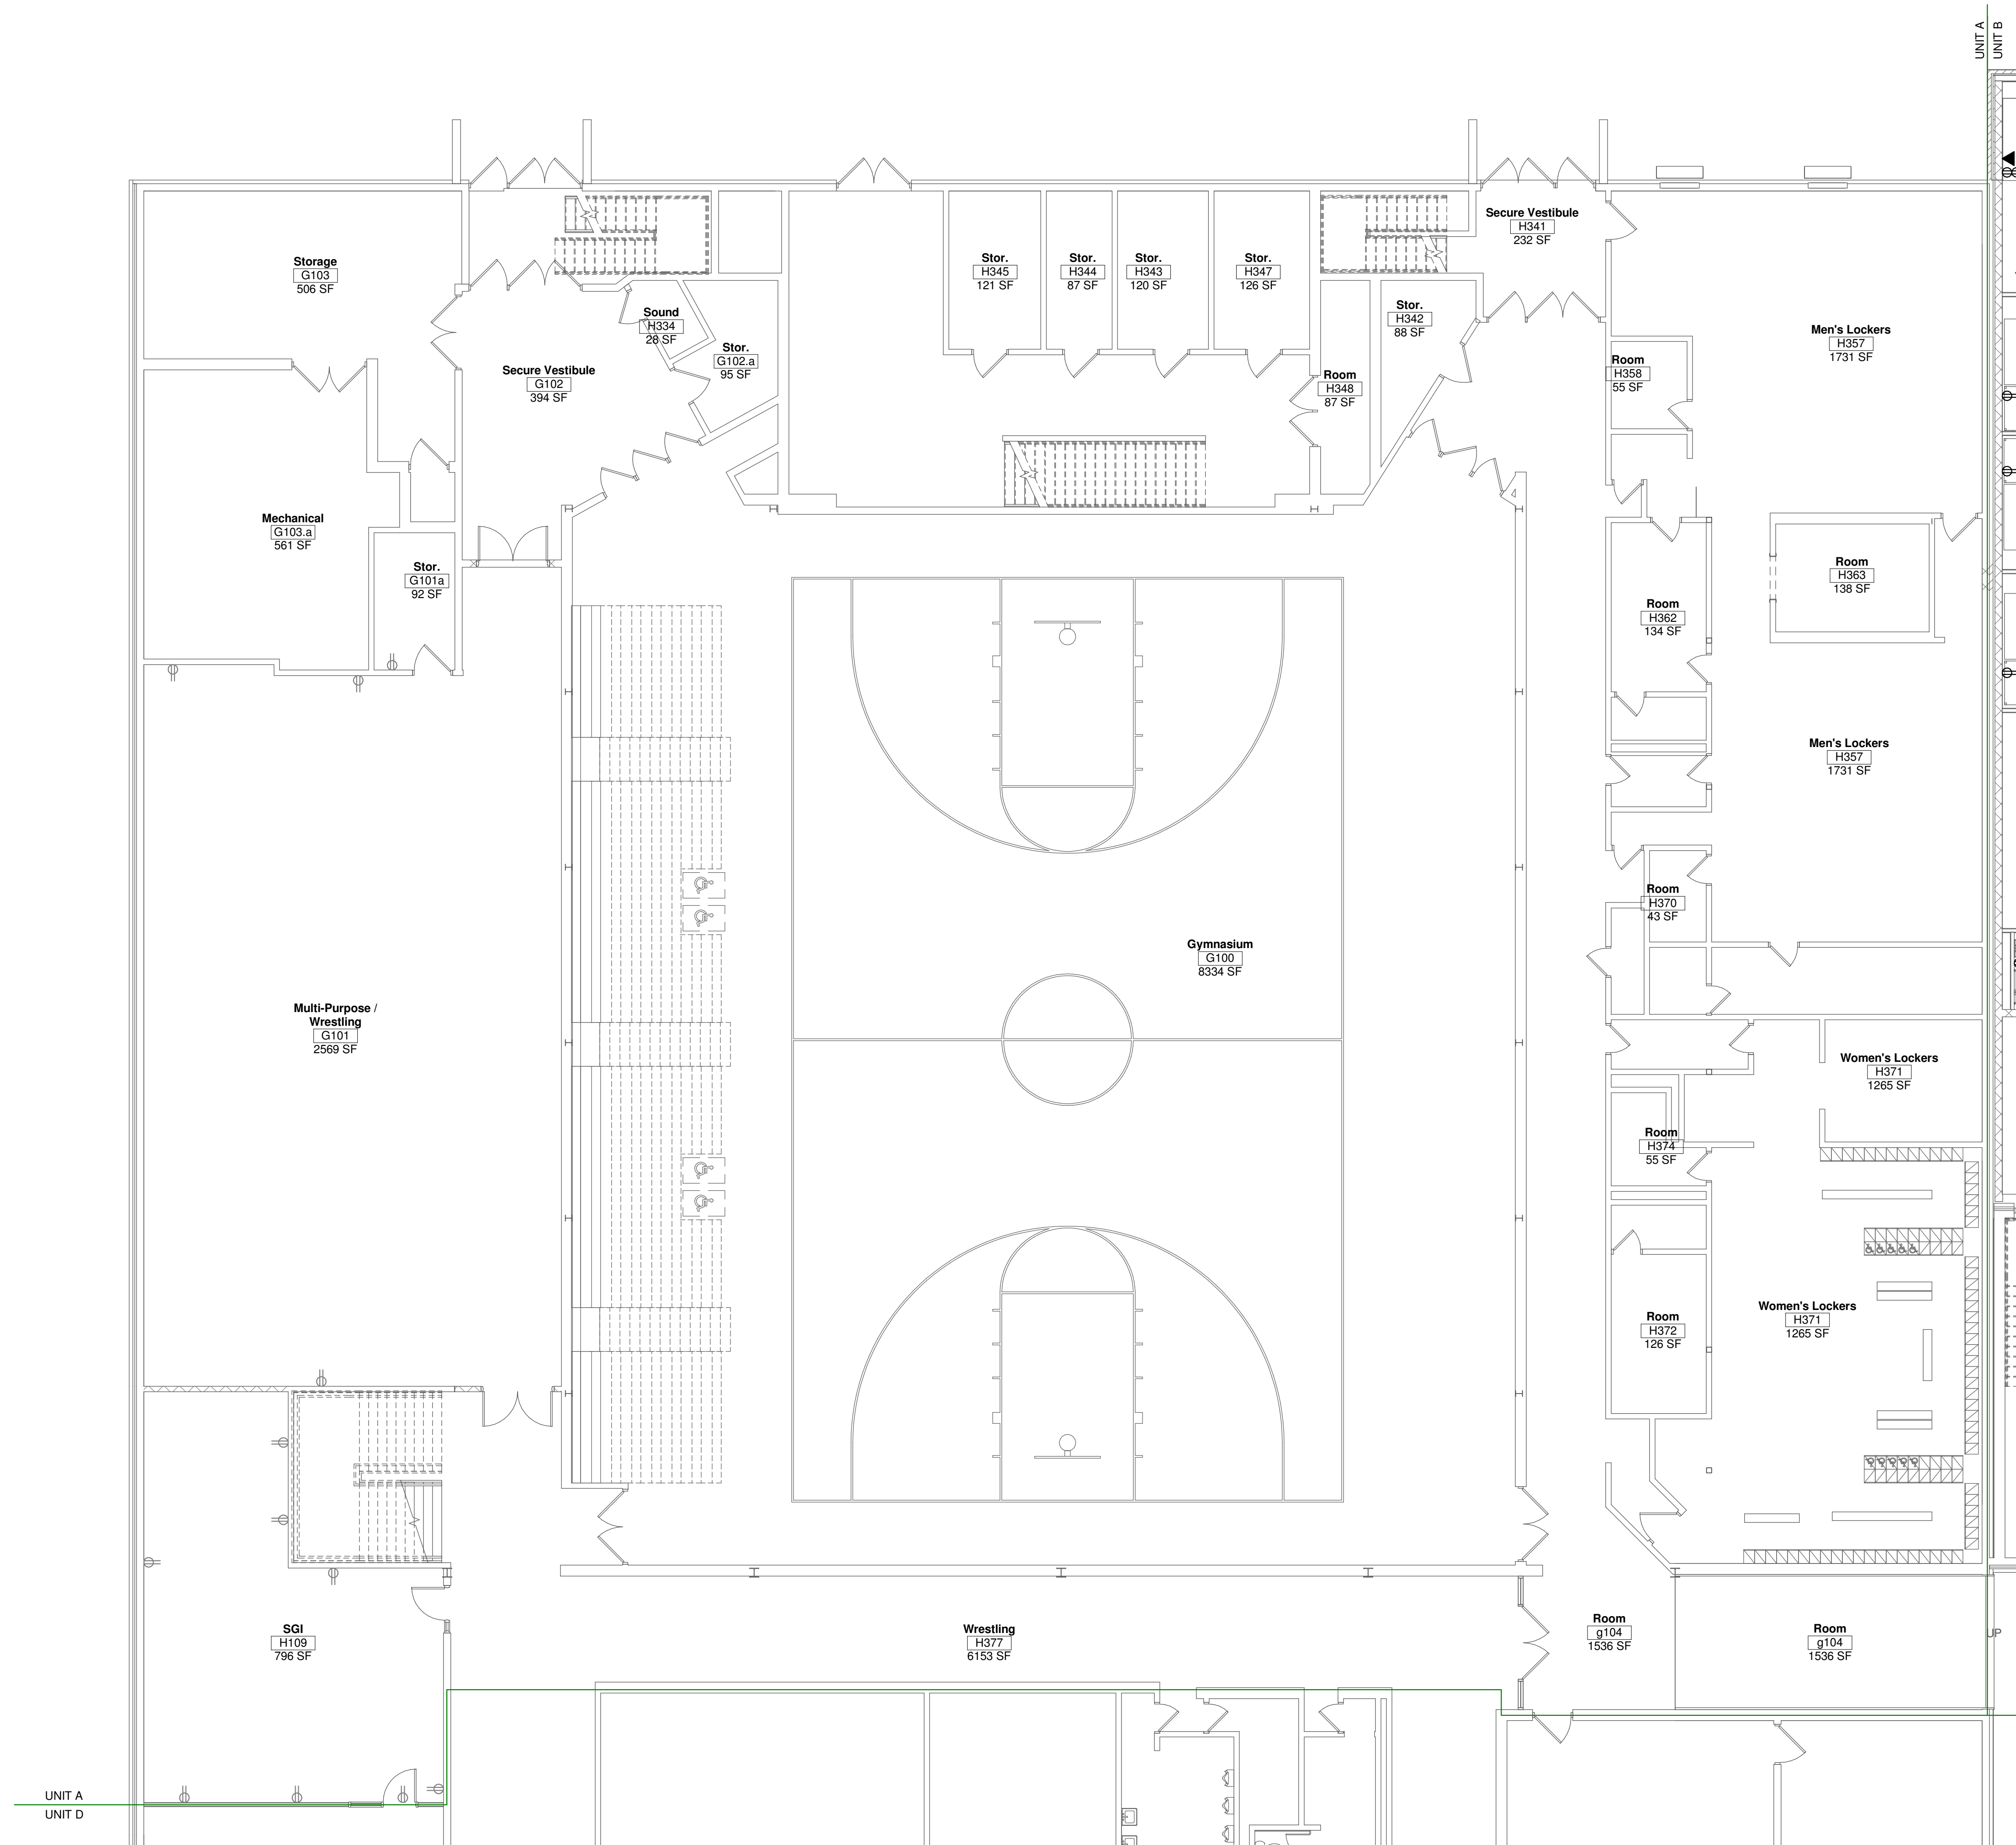 UNIT A
UNIT B
Secure Vestibule
H341
232 SF
Storage
G103
506 SF
Stor.
H345
121 SF
Stor.
H344
87 SF
Stor.
H343
120 SF
Stor.
H347
126 SF
Stor.
H342
88 SF
Sound
H334
28 SF
Men's Lockers
H357
1731 SF
Stor.
G102.a
95 SF
Secure Vestibule
G102
394 SF
Room
H348
87 SF
Room
H358
55 SF
Mechanical
G103.a
561 SF
Stor.
G101a
92 SF
Room
H363
138 SF
Room
H362
134 SF
Men's Lockers
H357
1731 SF
Room
H370
43 SF
Gymnasium
G100
8334 SF
Multi-Purpose /
Wrestling
G101
2569 SF
Women's Lockers
H371
1265 SF
Room
H374
55 SF
Women's Lockers
H371
1265 SF
Room
H372
126 SF
SGI
H109
796 SF
Wrestling
H377
6153 SF
Room
g104
1536 SF
Room
g104
1536 SF
UP
UNIT A
UNIT D